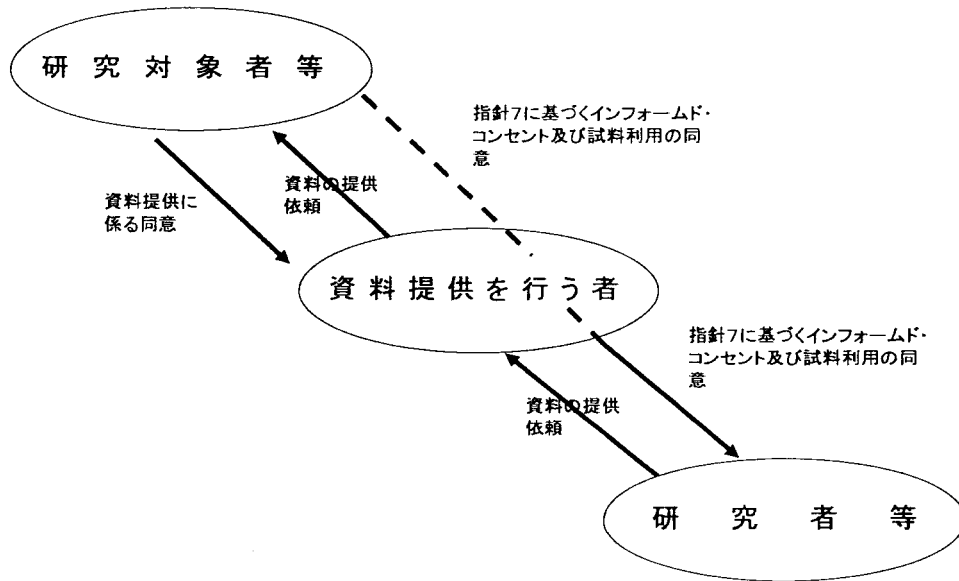 研究対象者等
指針7に基づくインフォームド・
コンセント及び試料利用の同
意
資料の提供
依頼
資料提供に
係る同意
資料提供を行う者
指針7に基づくインフォームド・
コンセント及び試料利用の同
意
資料の提供
依頼
研究者等